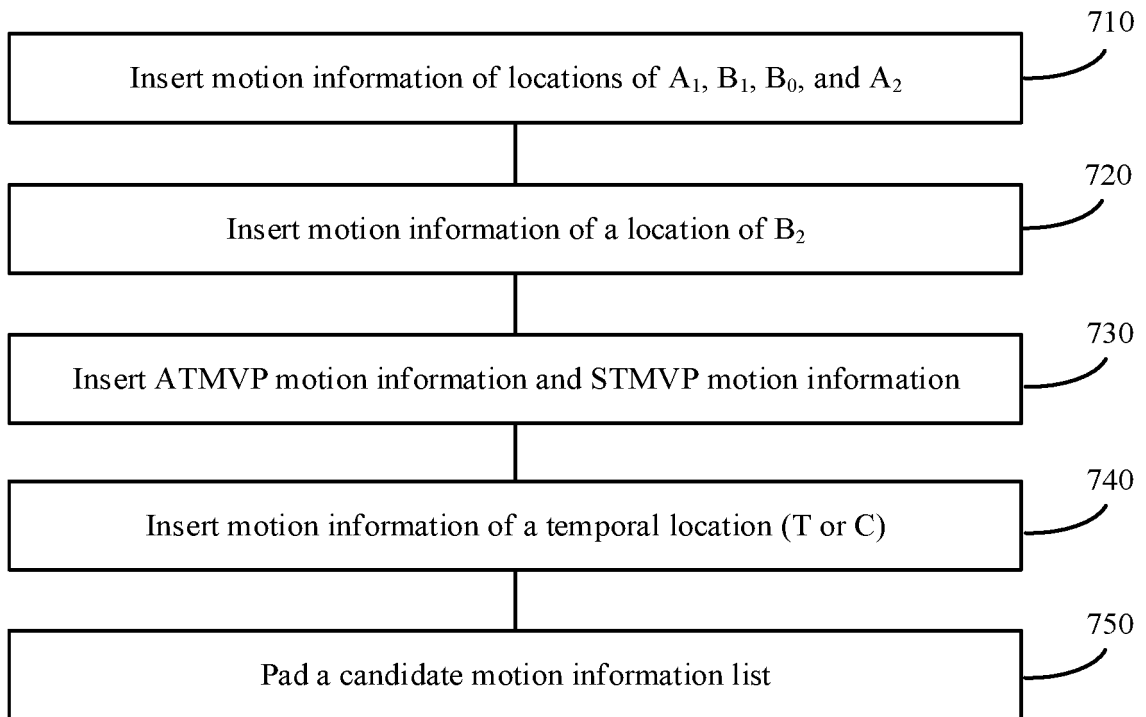 710
Insert motion information of locations of A₁, B₁, B₀, and A₂
720
Insert motion information of a location of B₂
730
Insert ATMVP motion information and STMVP motion information
740
Insert motion information of a temporal location (T or C)
750
Pad a candidate motion information list